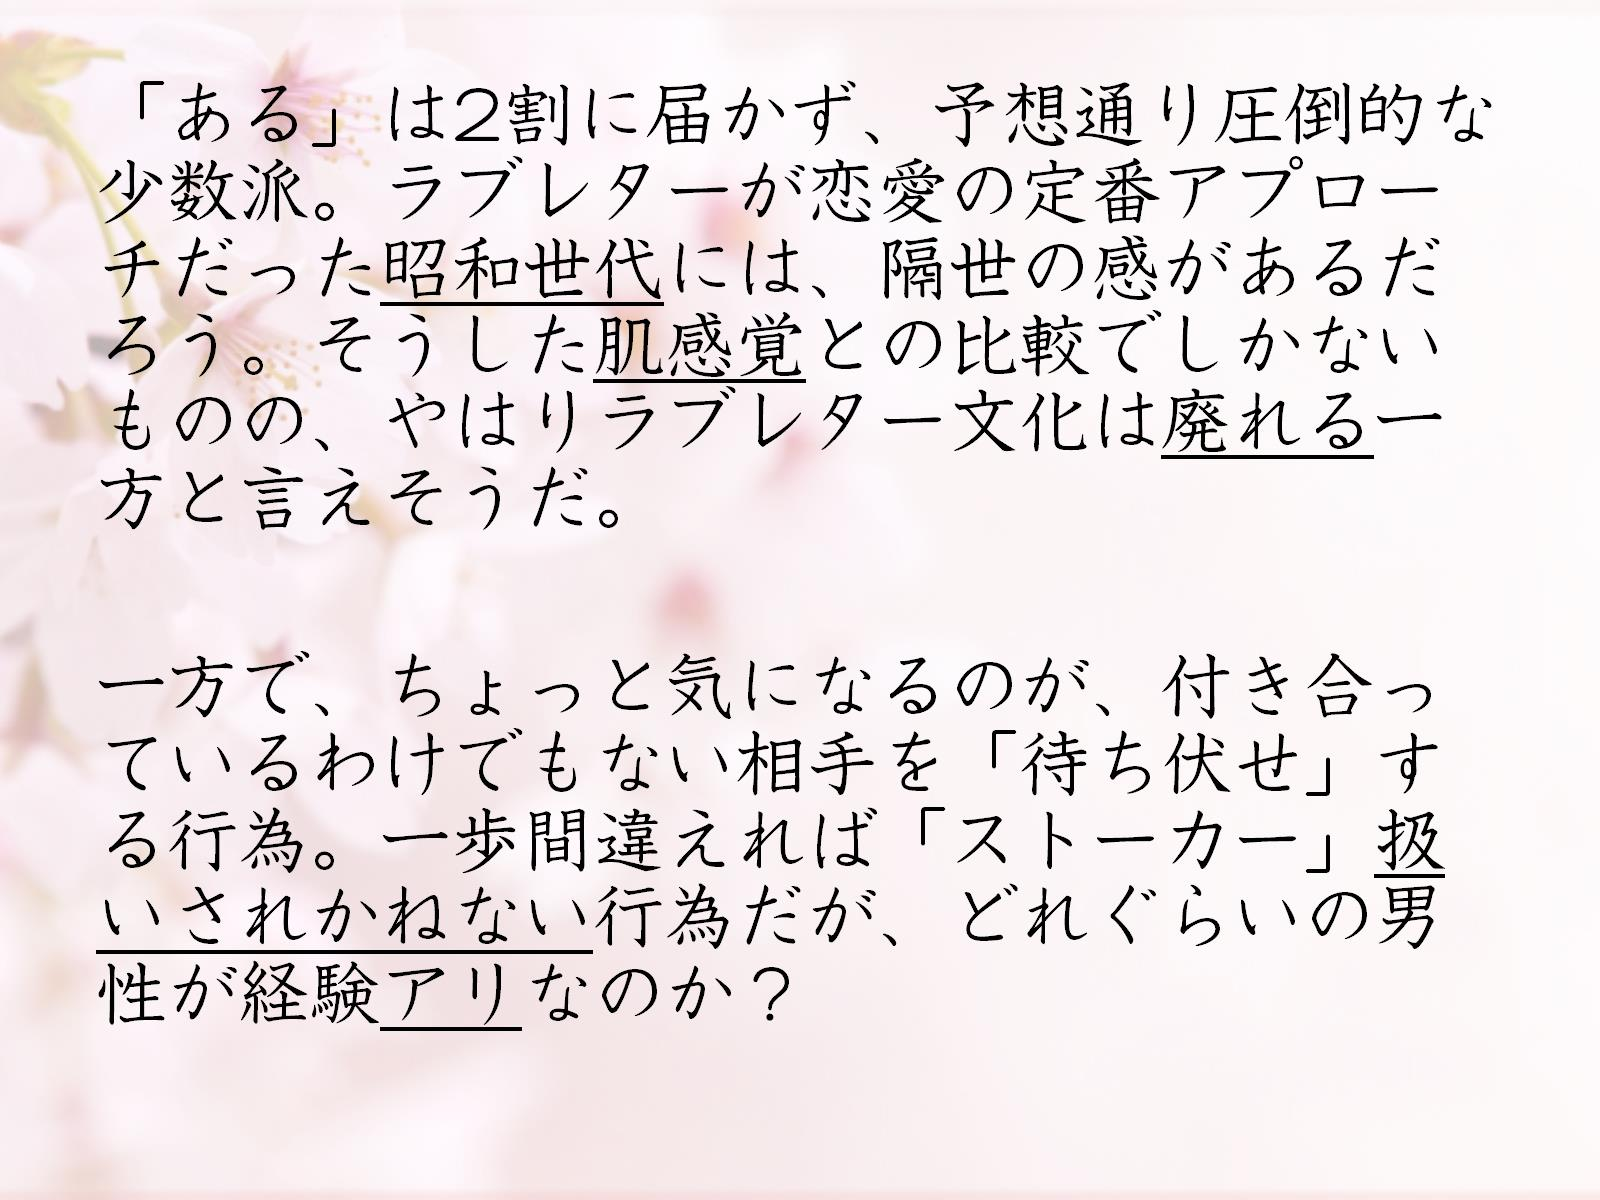 「ある」は2割に届かず、予想通り圧倒的な
少数派。ラブレターが恋愛の定番アプロー
チだった昭和世代には、隔世の感があるだ
ろう。そうした肌感覚との比較でしかない
ものの、やはりラブレター文化は廃れる一
方と言えそうだ。
一方で、ちょっと気になるのが、付き合っ
ているわけでもない相手を「待ち伏せ」す
る行為。一歩間違えれば「ストーカー」扱
いされかねない行為だが、どれぐらいの男
性が経験アリなのか？